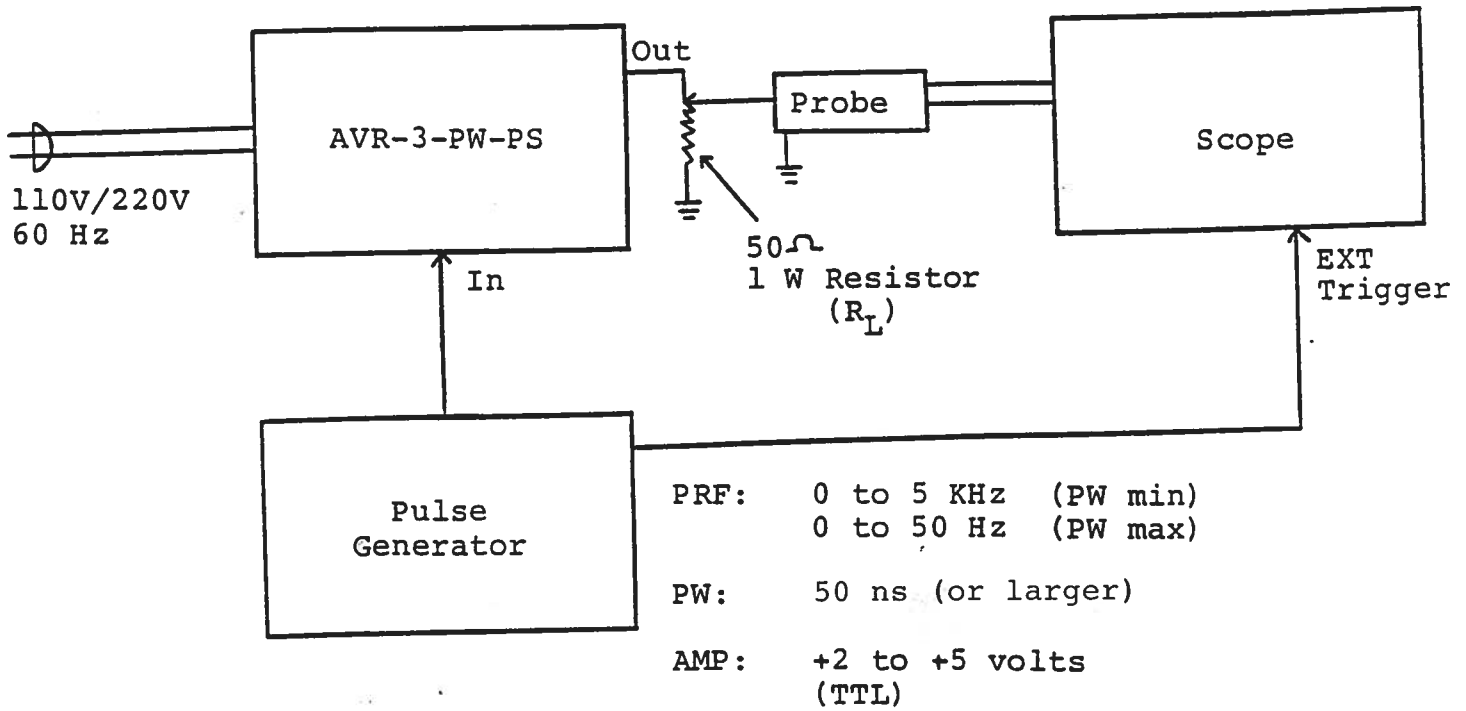 Out
Probe
AVR-3-PW-PS
Scope
110V/220V
60 Hz
50Ω
1 W Resistor
(R_L)
In
EXT
Trigger
Pulse
Generator
PRF: 0 to 5 KHz (PW min)
0 to 50 Hz (PW max)
PW: 50 ns (or larger)
AMP: +2 to +5 volts
(TTL)